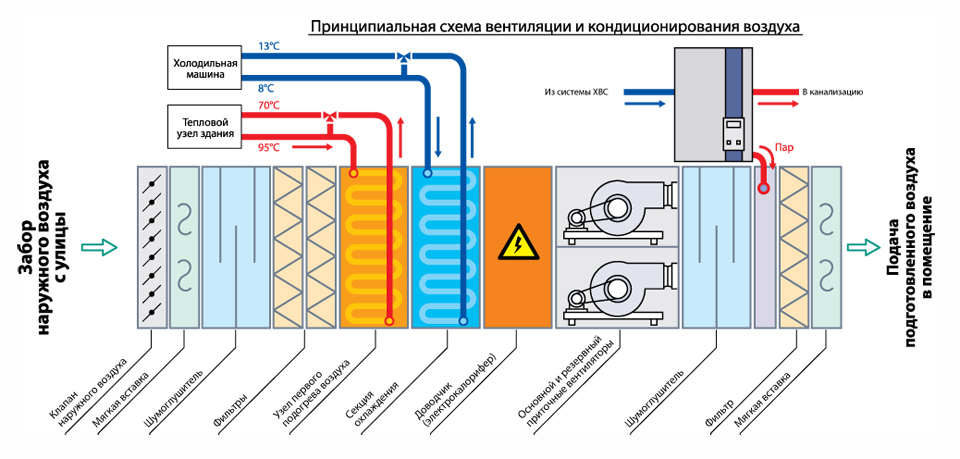 Принципиальная схема вентиляции и кондиционирования воздуха
Холодильная
машина
13°C
8°C
Тепловой
узел здания
70°C
95°C
Из системы ХВС
В канализацию
Пар
Забор
наружного воздуха
с улицы
Подача
подготовленного воздуха
в помещение
Клапан
наружного воздуха
Мягкая вставка
Шумоглушитель
Фильтры
Узел первого
подогрева воздуха
Секция
охлаждения
Доводчик
(электрокалорифер)
Основной и резервный
приточные вентиляторы
Шумоглушитель
Фильтр
Мягкая вставка